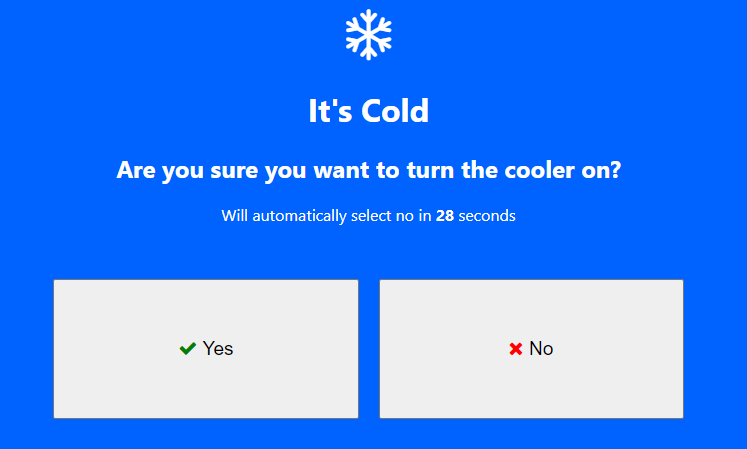 It's Cold
Are you sure you want to turn the cooler on?
Will automatically select no in 28 seconds
Yes
No